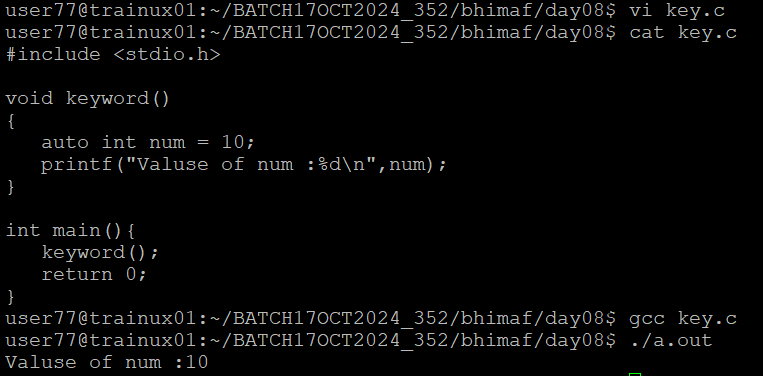 user77@trainux01:~/BATCH17OCT2024_352/bhimaf/day08$ vi key.c
user77@trainux01:~/BATCH17OCT2024_352/bhimaf/day08$ cat key.c
#include <stdio.h>

void keyword()
{
   auto int num = 10;
   printf("Valuse of num :%d\n",num);
}

int main(){
   keyword();
   return 0;
}
user77@trainux01:~/BATCH17OCT2024_352/bhimaf/day08$ gcc key.c
user77@trainux01:~/BATCH17OCT2024_352/bhimaf/day08$ ./a.out
Valuse of num :10